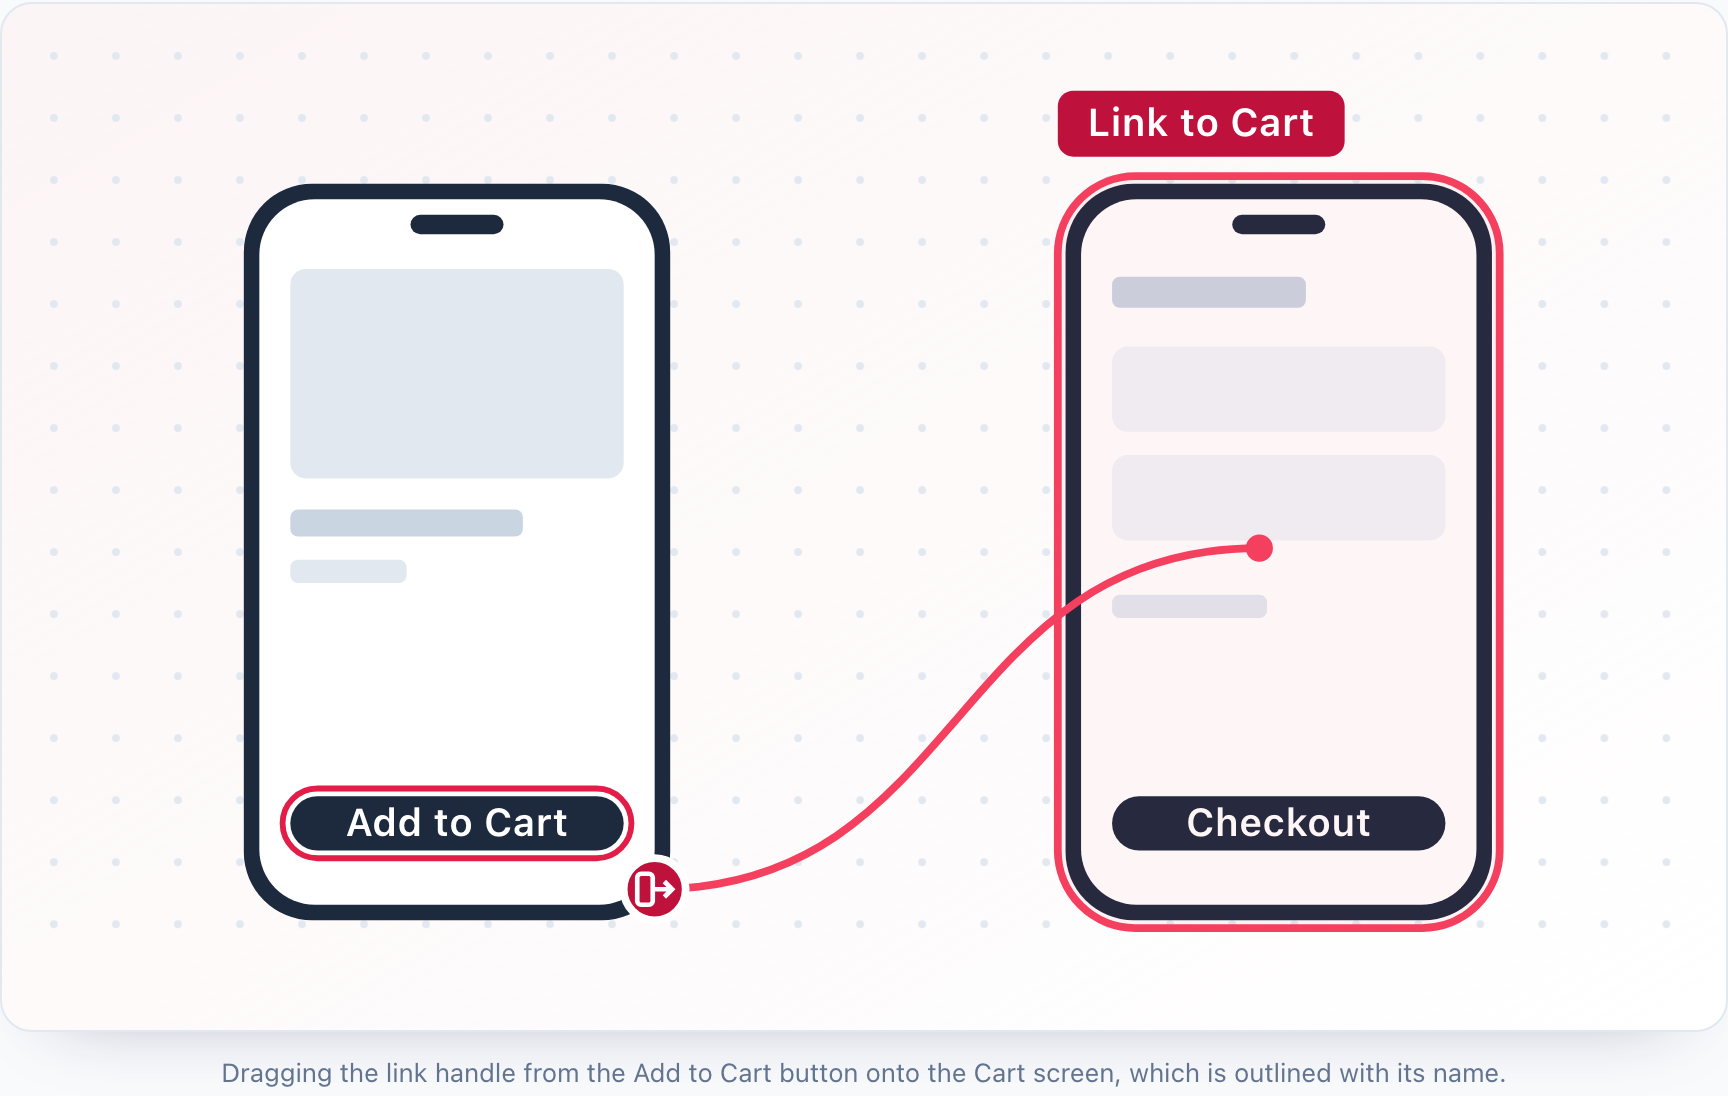 Link to Cart
Add to Cart
Checkout
Dragging the link handle from the Add to Cart button onto the Cart screen, which is outlined with its name.